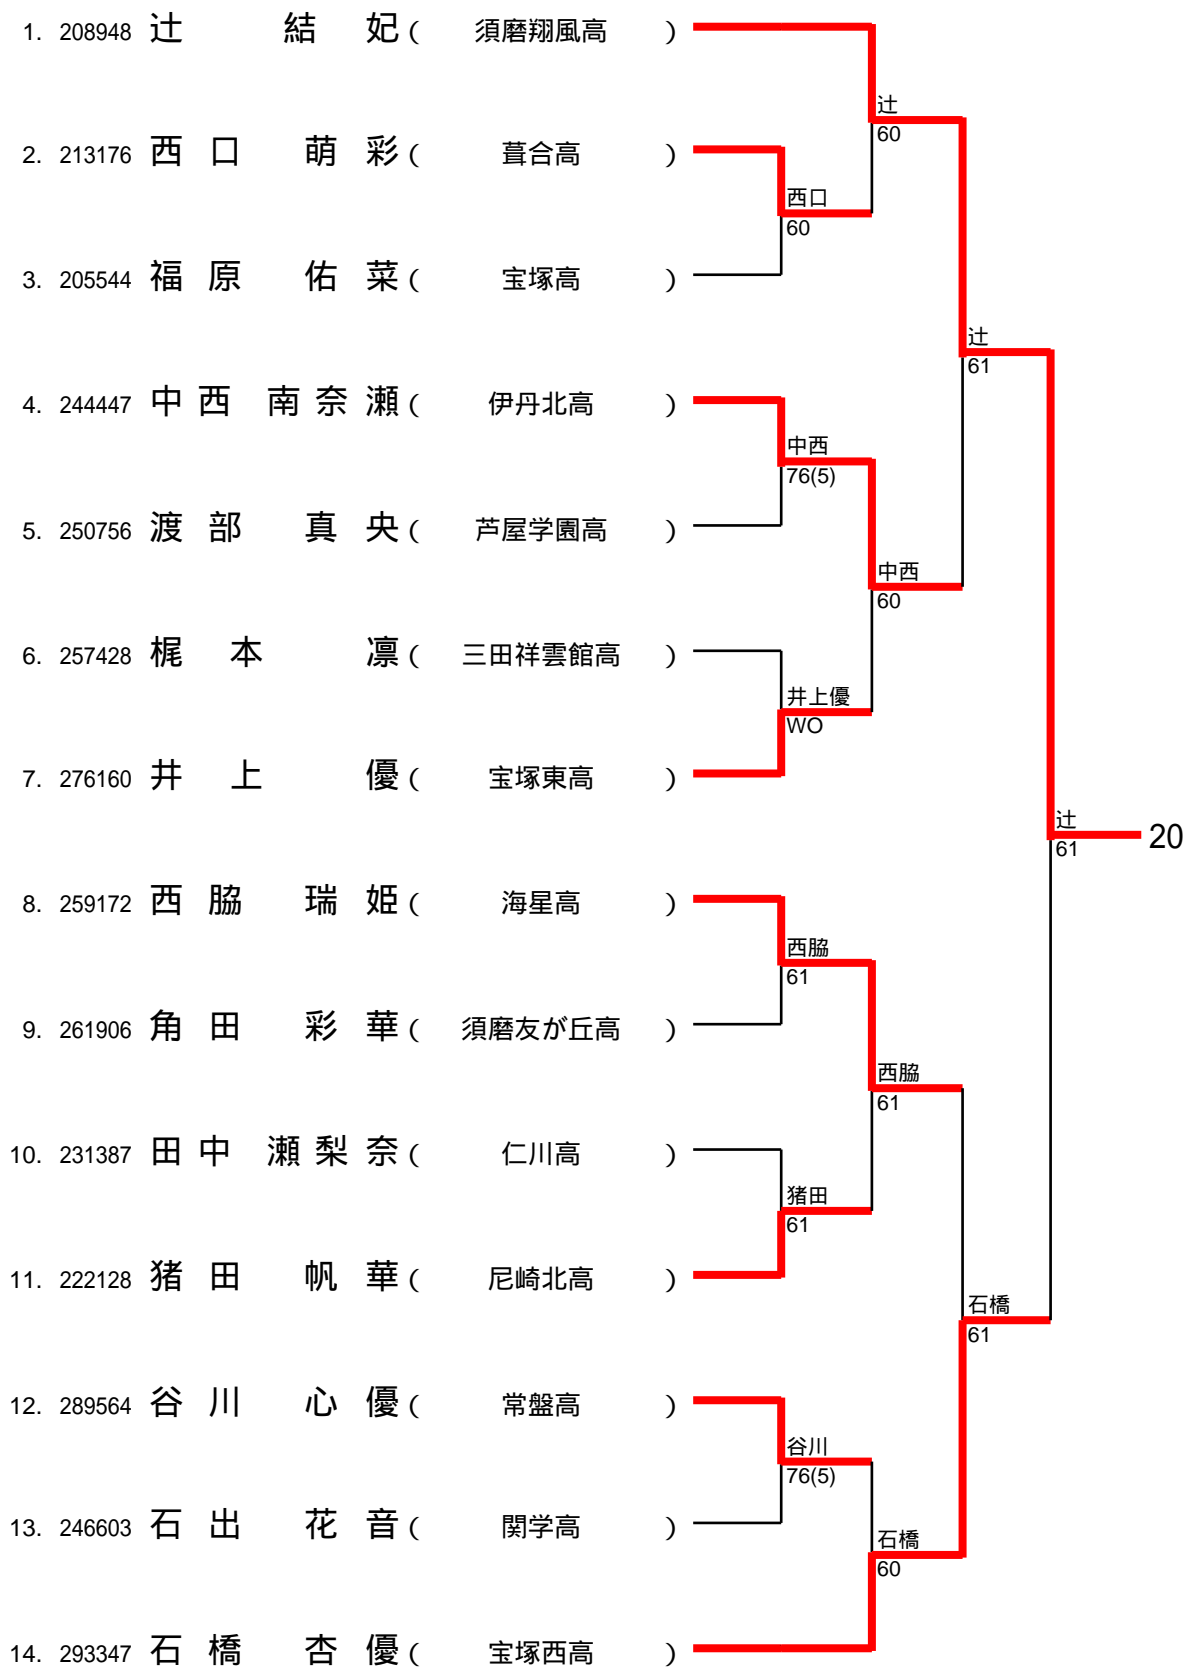 1. 208948 辻 結 妃 ( 須磨翔風高 )
辻
60
2. 213176 西 口 萌 彩 ( 葺合高 )
西口
60
3. 205544 福 原 佑 菜 ( 宝塚高 )
辻
61
4. 244447 中 西 南 奈 瀬 ( 伊丹北高 )
中西
76(5)
5. 250756 渡 部 真 央 ( 芦屋学園高 )
中西
60
6. 257428 梶 本 凛 ( 三田祥雲館高 )
井上優
WO
7. 276160 井 上 優 ( 宝塚東高 )
辻
61
20
8. 259172 西 脇 瑞 姫 ( 海星高 )
西脇
61
9. 261906 角 田 彩 華 ( 須磨友が丘高 )
西脇
61
10. 231387 田 中 瀬 梨 奈 ( 仁川高 )
猪田
61
11. 222128 猪 田 帆 華 ( 尼崎北高 )
石橋
61
12. 289564 谷 川 心 優 ( 常盤高 )
谷川
76(5)
13. 246603 石 出 花 音 ( 関学高 )
石橋
60
14. 293347 石 橋 杏 優 ( 宝塚西高 )